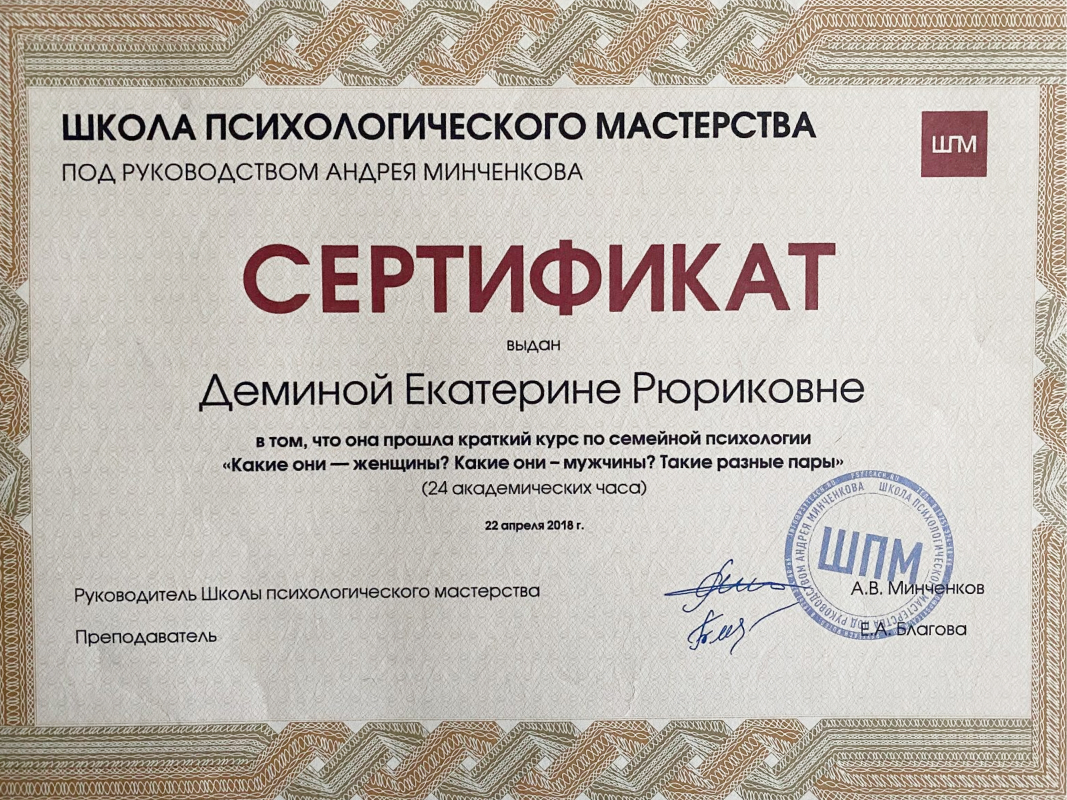 ШКОЛА ПСИХОЛОГИЧЕСКОГО МАСТЕРСТВА
ПОД РУКОВОДСТВОМ АНДРЕЯ МИНЧЕНКОВА
ШПМ
СЕРТИФИКАТ
выдан
Деминой Екатерине Рюриковне
в том, что она прошла краткий курс по семейной психологии
«Какие они — женщины? Какие они – мужчины? Такие разные пары»
(24 академических часа)
22 апреля 2018 г.
ШКОЛА ПСИХОЛОГИЧЕСКОГО МАСТЕРСТВА ПОД РУКОВОДСТВОМ АНДРЕЯ МИНЧЕНКОВА
ШПМ
Руководитель Школы психологического мастерства А.В. Минченков
Преподаватель Е.А. Благова